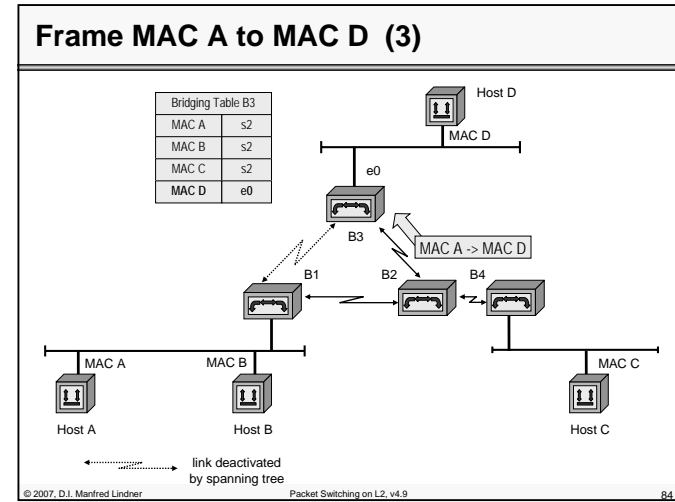 Frame MAC A to MAC D (3)
Bridging Table B3
MAC A s2
MAC B s2
MAC C s2
MAC D e0
Host D
MAC D
e0
B3
MAC A -> MAC D
B1
B2
B4
MAC A
MAC B
MAC C
Host A
Host B
Host C
link deactivated
by spanning tree
© 2007, D.I. Manfred Lindner
Packet Switching on L2, v4.9
84